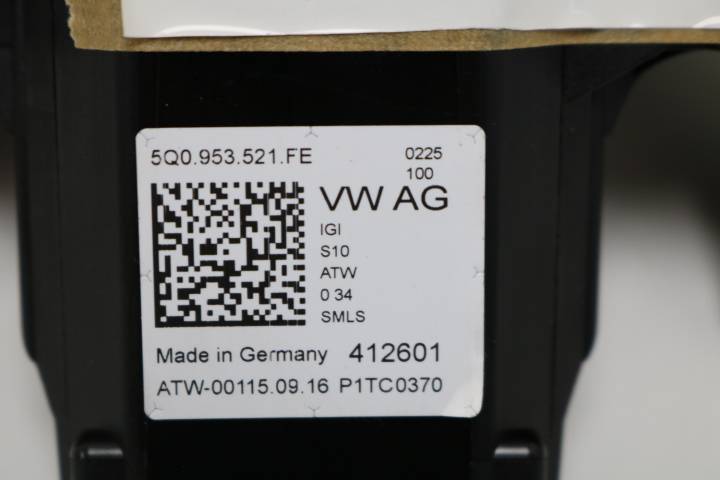 5Q0.953.521.FE
0225
100
VW AG
IGI
S10
ATW
0 34
SMLS
Made in Germany 412601
ATW-00115.09.16 P1TC0370